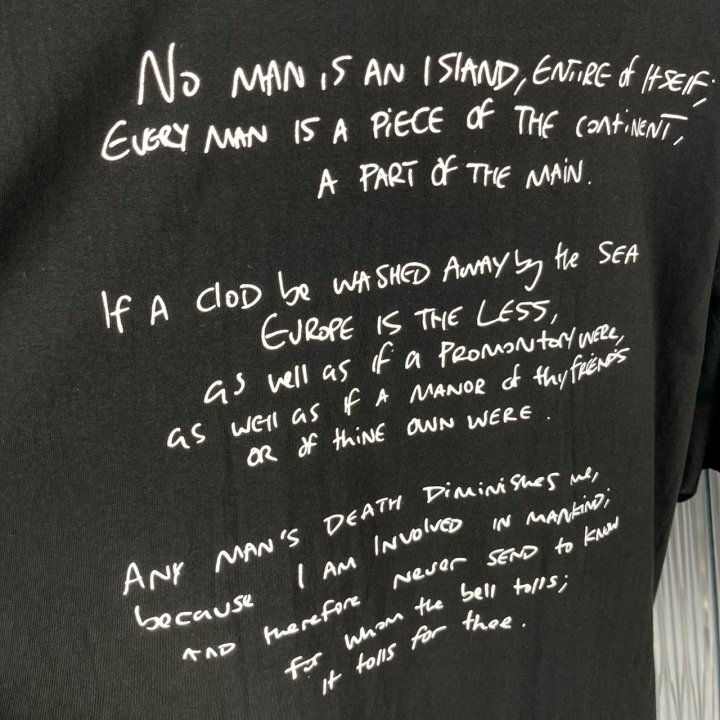 No MAN iS AN ISlAND, ENTiRE of ItSElF;
EVERY MAN IS A PiECE of THE CoNtiNENT,
A PART OF THE MAIN.
If A ClOD be WASHED AWAY by the SEA
EUROPE IS THE LESS,
as well as if a PROMONTORY WERE,
as well as if A MANOR of thy fRiENDS
OR of thiNE OWN WERE.
ANY MAN'S DEATH DiMiNiSHES me,
because I AM INVOLVED IN MANKIND;
AND therefore NEVER SEND to KNOW
for whom the bell tolls;
it tolls for thee.